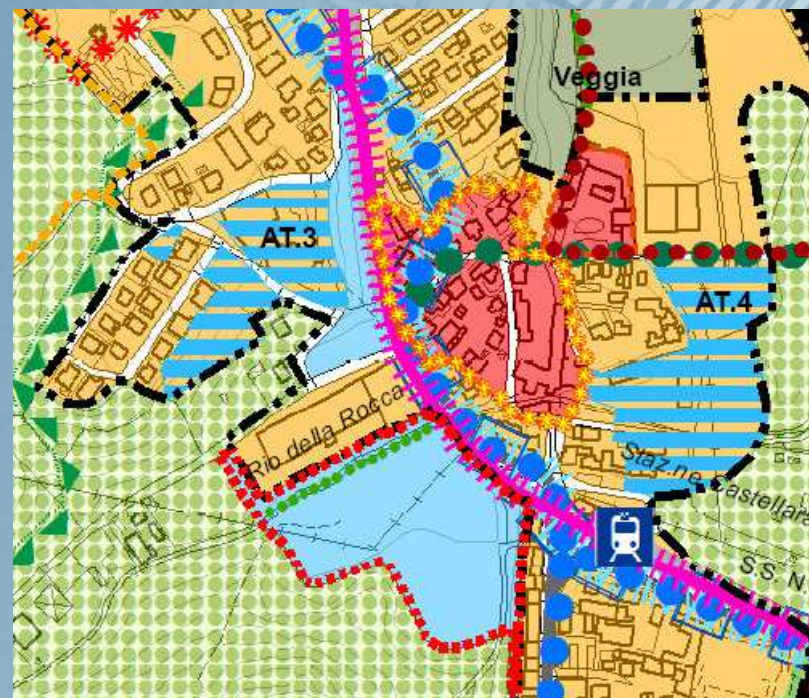 Veggia
AT.3
AT.4
Rio della Rocca
Staz.ne Castellar
S.S. N